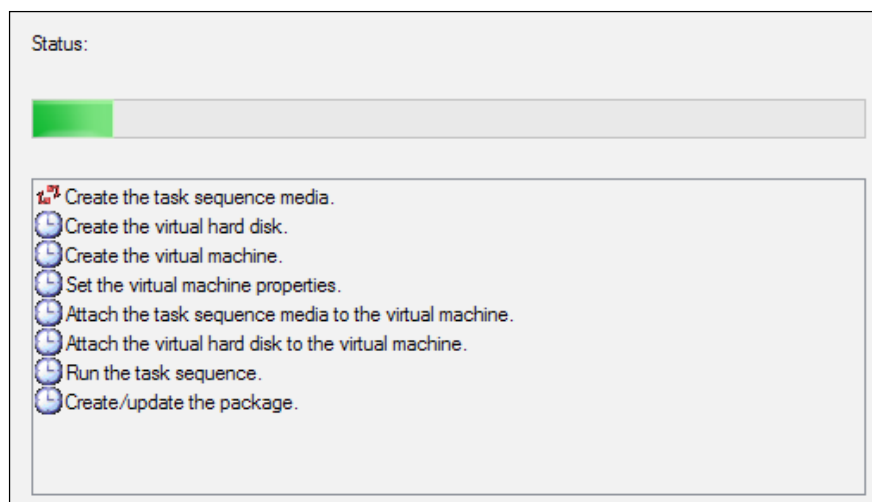 Status:
Create the task sequence media.
Create the virtual hard disk.
Create the virtual machine.
Set the virtual machine properties.
Attach the task sequence media to the virtual machine.
Attach the virtual hard disk to the virtual machine.
Run the task sequence.
Create/update the package.